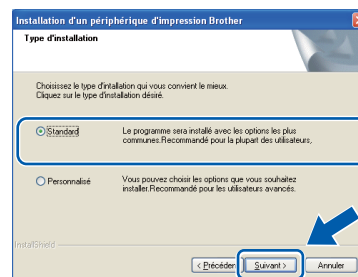 Installation d'un périphérique d'impression Brother
Type d'installation
Choisissez le type d'intallation qui vous convient le mieux.
Cliquez sur le type d'installation désiré.
Standard
Le programme sera installé avec les options les plus
communes.Recommandé pour la plupart des utilisateurs,
Personnalisé
Vous pouvez choisir les options que vous souhaitez
installer.Recommandé pour les utilisateurs avancés.
InstallShield
< Précéden
Suivant >
Annuler